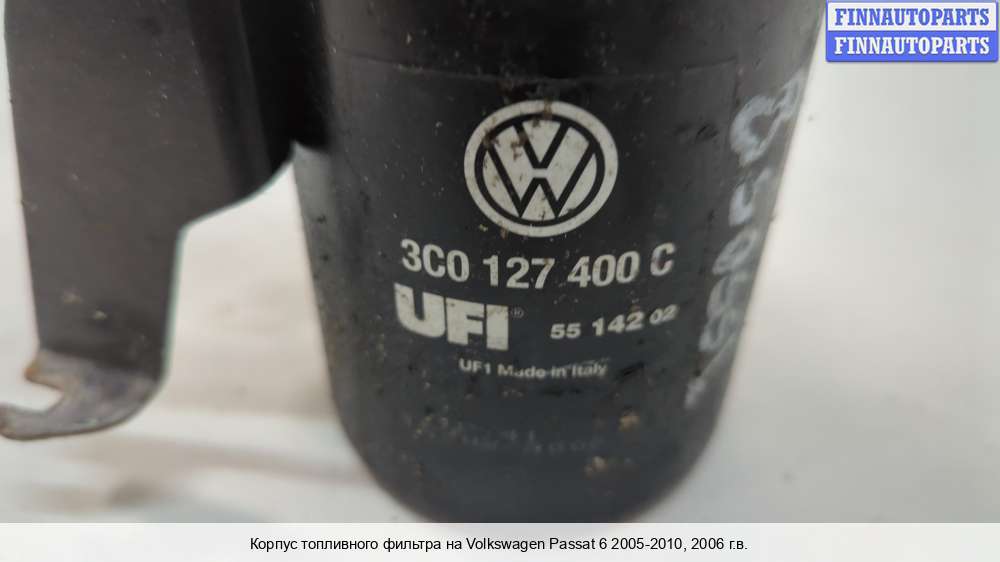 FINNAUTOPARTS
FINNAUTOPARTS
3C0 127 400 C
UFI® 55 142 02
UF1 Made in Italy
Корпус топливного фильтра на Volkswagen Passat 6 2005-2010, 2006 г.в.